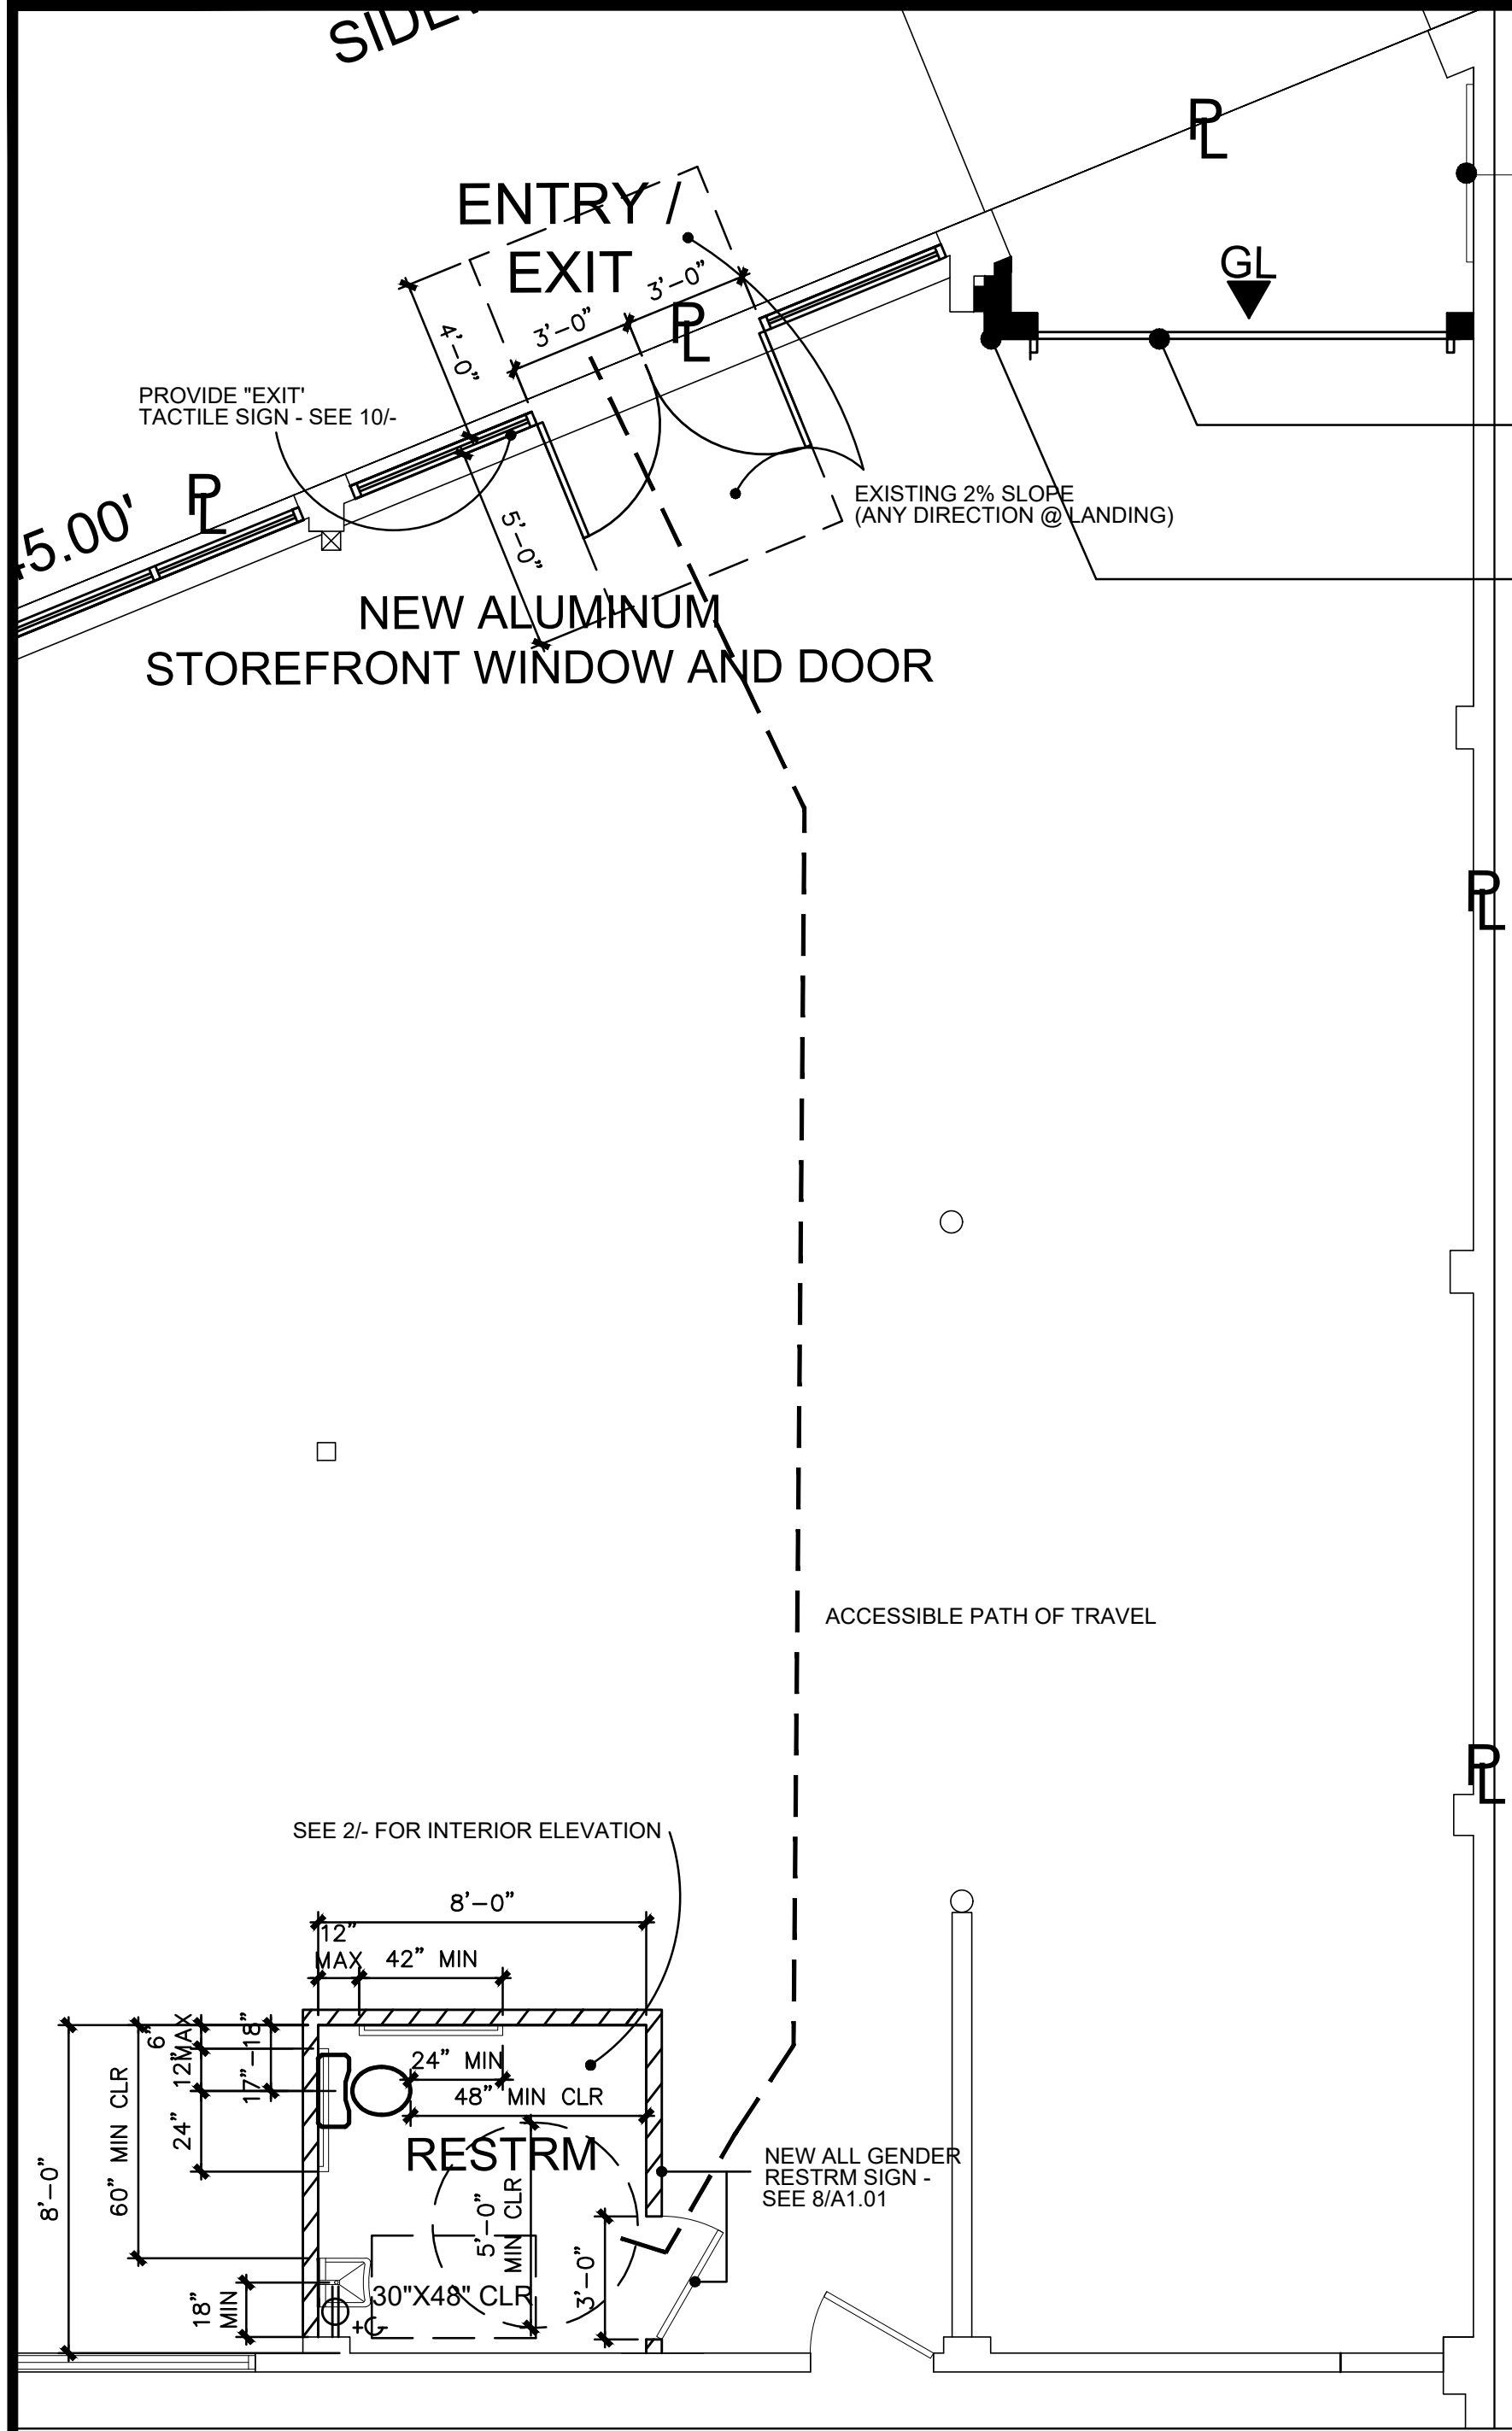 ENTRY /
EXIT
GL
3'-0"
3'-0"
4'-0"
5'-0"
PL
PL
PL
PROVIDE "EXIT'
TACTILE SIGN - SEE 10/-
5.00'
EXISTING 2% SLOPE
(ANY DIRECTION @ LANDING)
NEW ALUMINUM
STOREFRONT WINDOW AND DOOR
PL
ACCESSIBLE PATH OF TRAVEL
PL
SEE 2/- FOR INTERIOR ELEVATION
8'-0"
12"
MAX
42" MIN
6"
MAX
12"
17"-18"
24"
60" MIN CLR
8'-0"
24" MIN
48" MIN CLR
RESTRM
5'-0"
MIN CLR
NEW ALL GENDER
RESTRM SIGN -
SEE 8/A1.01
3'-0"
30"X48" CLR
18"
MIN
+G